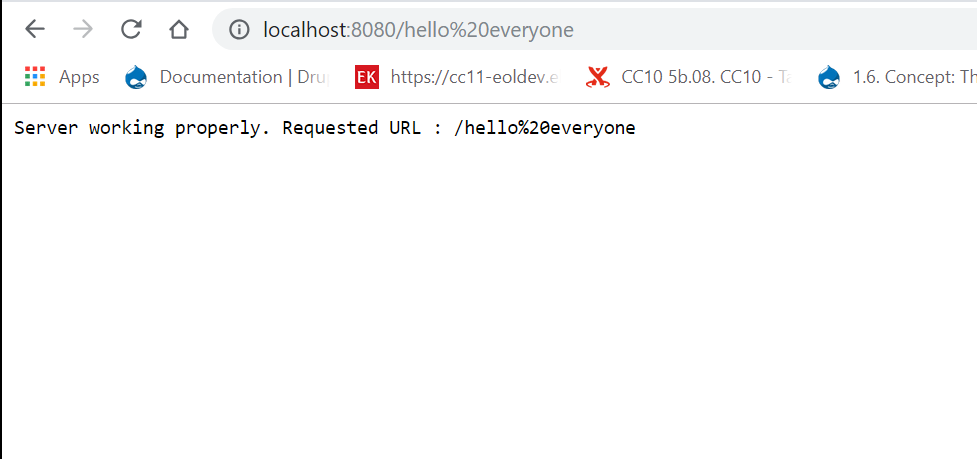 localhost:8080/hello%20everyone
Apps Documentation | Dru EK https://cc11-eoldev.e CC10 5b.08. CC10 - Ta 1.6. Concept: Th
Server working properly. Requested URL : /hello%20everyone